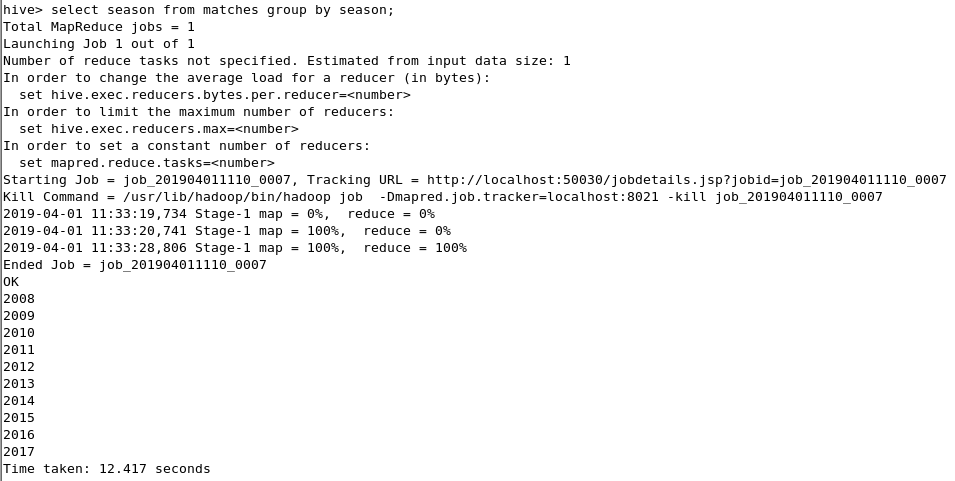 hive> select season from matches group by season;
Total MapReduce jobs = 1
Launching Job 1 out of 1
Number of reduce tasks not specified. Estimated from input data size: 1
In order to change the average load for a reducer (in bytes):
  set hive.exec.reducers.bytes.per.reducer=<number>
In order to limit the maximum number of reducers:
  set hive.exec.reducers.max=<number>
In order to set a constant number of reducers:
  set mapred.reduce.tasks=<number>
Starting Job = job_201904011110_0007, Tracking URL = http://localhost:50030/jobdetails.jsp?jobid=job_201904011110_0007
Kill Command = /usr/lib/hadoop/bin/hadoop job  -Dmapred.job.tracker=localhost:8021 -kill job_201904011110_0007
2019-04-01 11:33:19,734 Stage-1 map = 0%,  reduce = 0%
2019-04-01 11:33:20,741 Stage-1 map = 100%,  reduce = 0%
2019-04-01 11:33:28,806 Stage-1 map = 100%,  reduce = 100%
Ended Job = job_201904011110_0007
OK
2008
2009
2010
2011
2012
2013
2014
2015
2016
2017
Time taken: 12.417 seconds